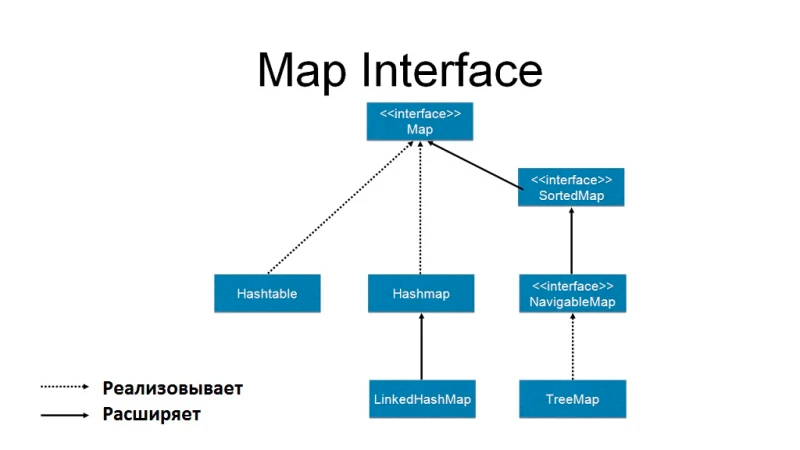 Map Interface
<<interface>>
Map
<<interface>>
SortedMap
Hashtable
Hashmap
<<interface>>
NavigableMap
Реализовывает
Расширяет
LinkedHashMap
TreeMap